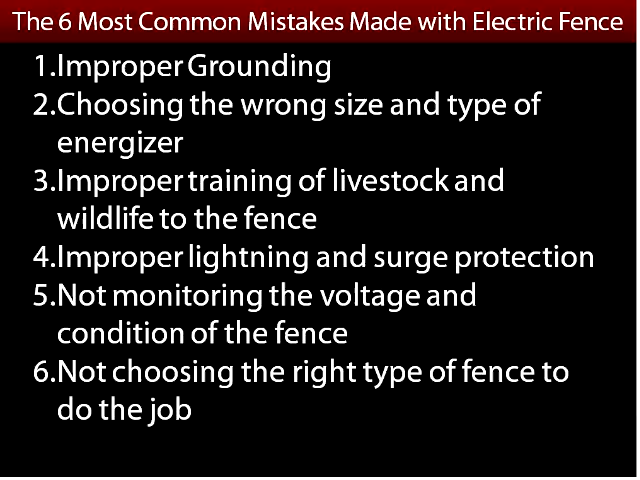 The 6 Most Common Mistakes Made with Electric Fence
1.Improper Grounding
2.Choosing the wrong size and type of
energizer
3.Improper training of livestock and
wildlife to the fence
4.Improper lightning and surge protection
5.Not monitoring the voltage and
condition of the fence
6.Not choosing the right type of fence to
do the job